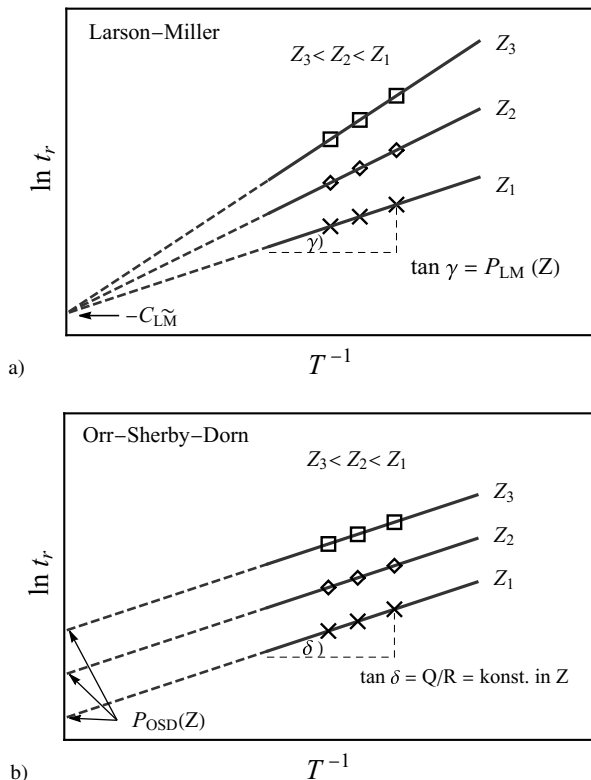 Larson−Miller
Z3 < Z2 < Z1
Z3
Z2
Z1
ln tr
γ)
tan γ = PLM (Z)
−CLM ~
a)
T−1
Orr−Sherby−Dorn
Z3 < Z2 < Z1
Z3
Z2
Z1
ln tr
δ)
tan δ = Q/R = konst. in Z
POSD(Z)
b)
T−1